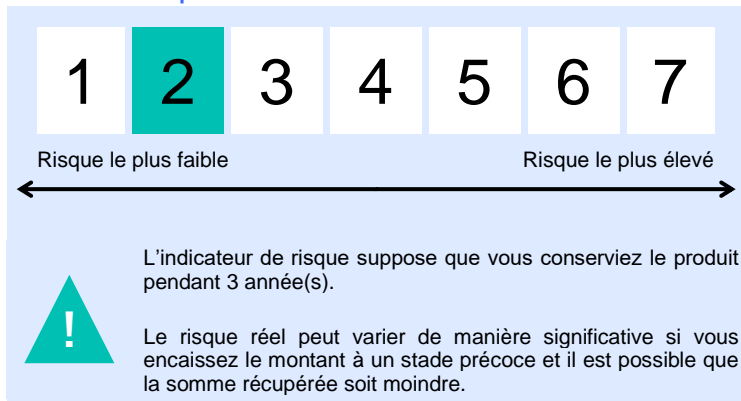 1 2 3 4 5 6 7
Risque le plus faible Risque le plus élevé
L'indicateur de risque suppose que vous conserviez le produit
pendant 3 année(s).
!
Le risque réel peut varier de manière significative si vous
encaissez le montant à un stade précoce et il est possible que
la somme récupérée soit moindre.